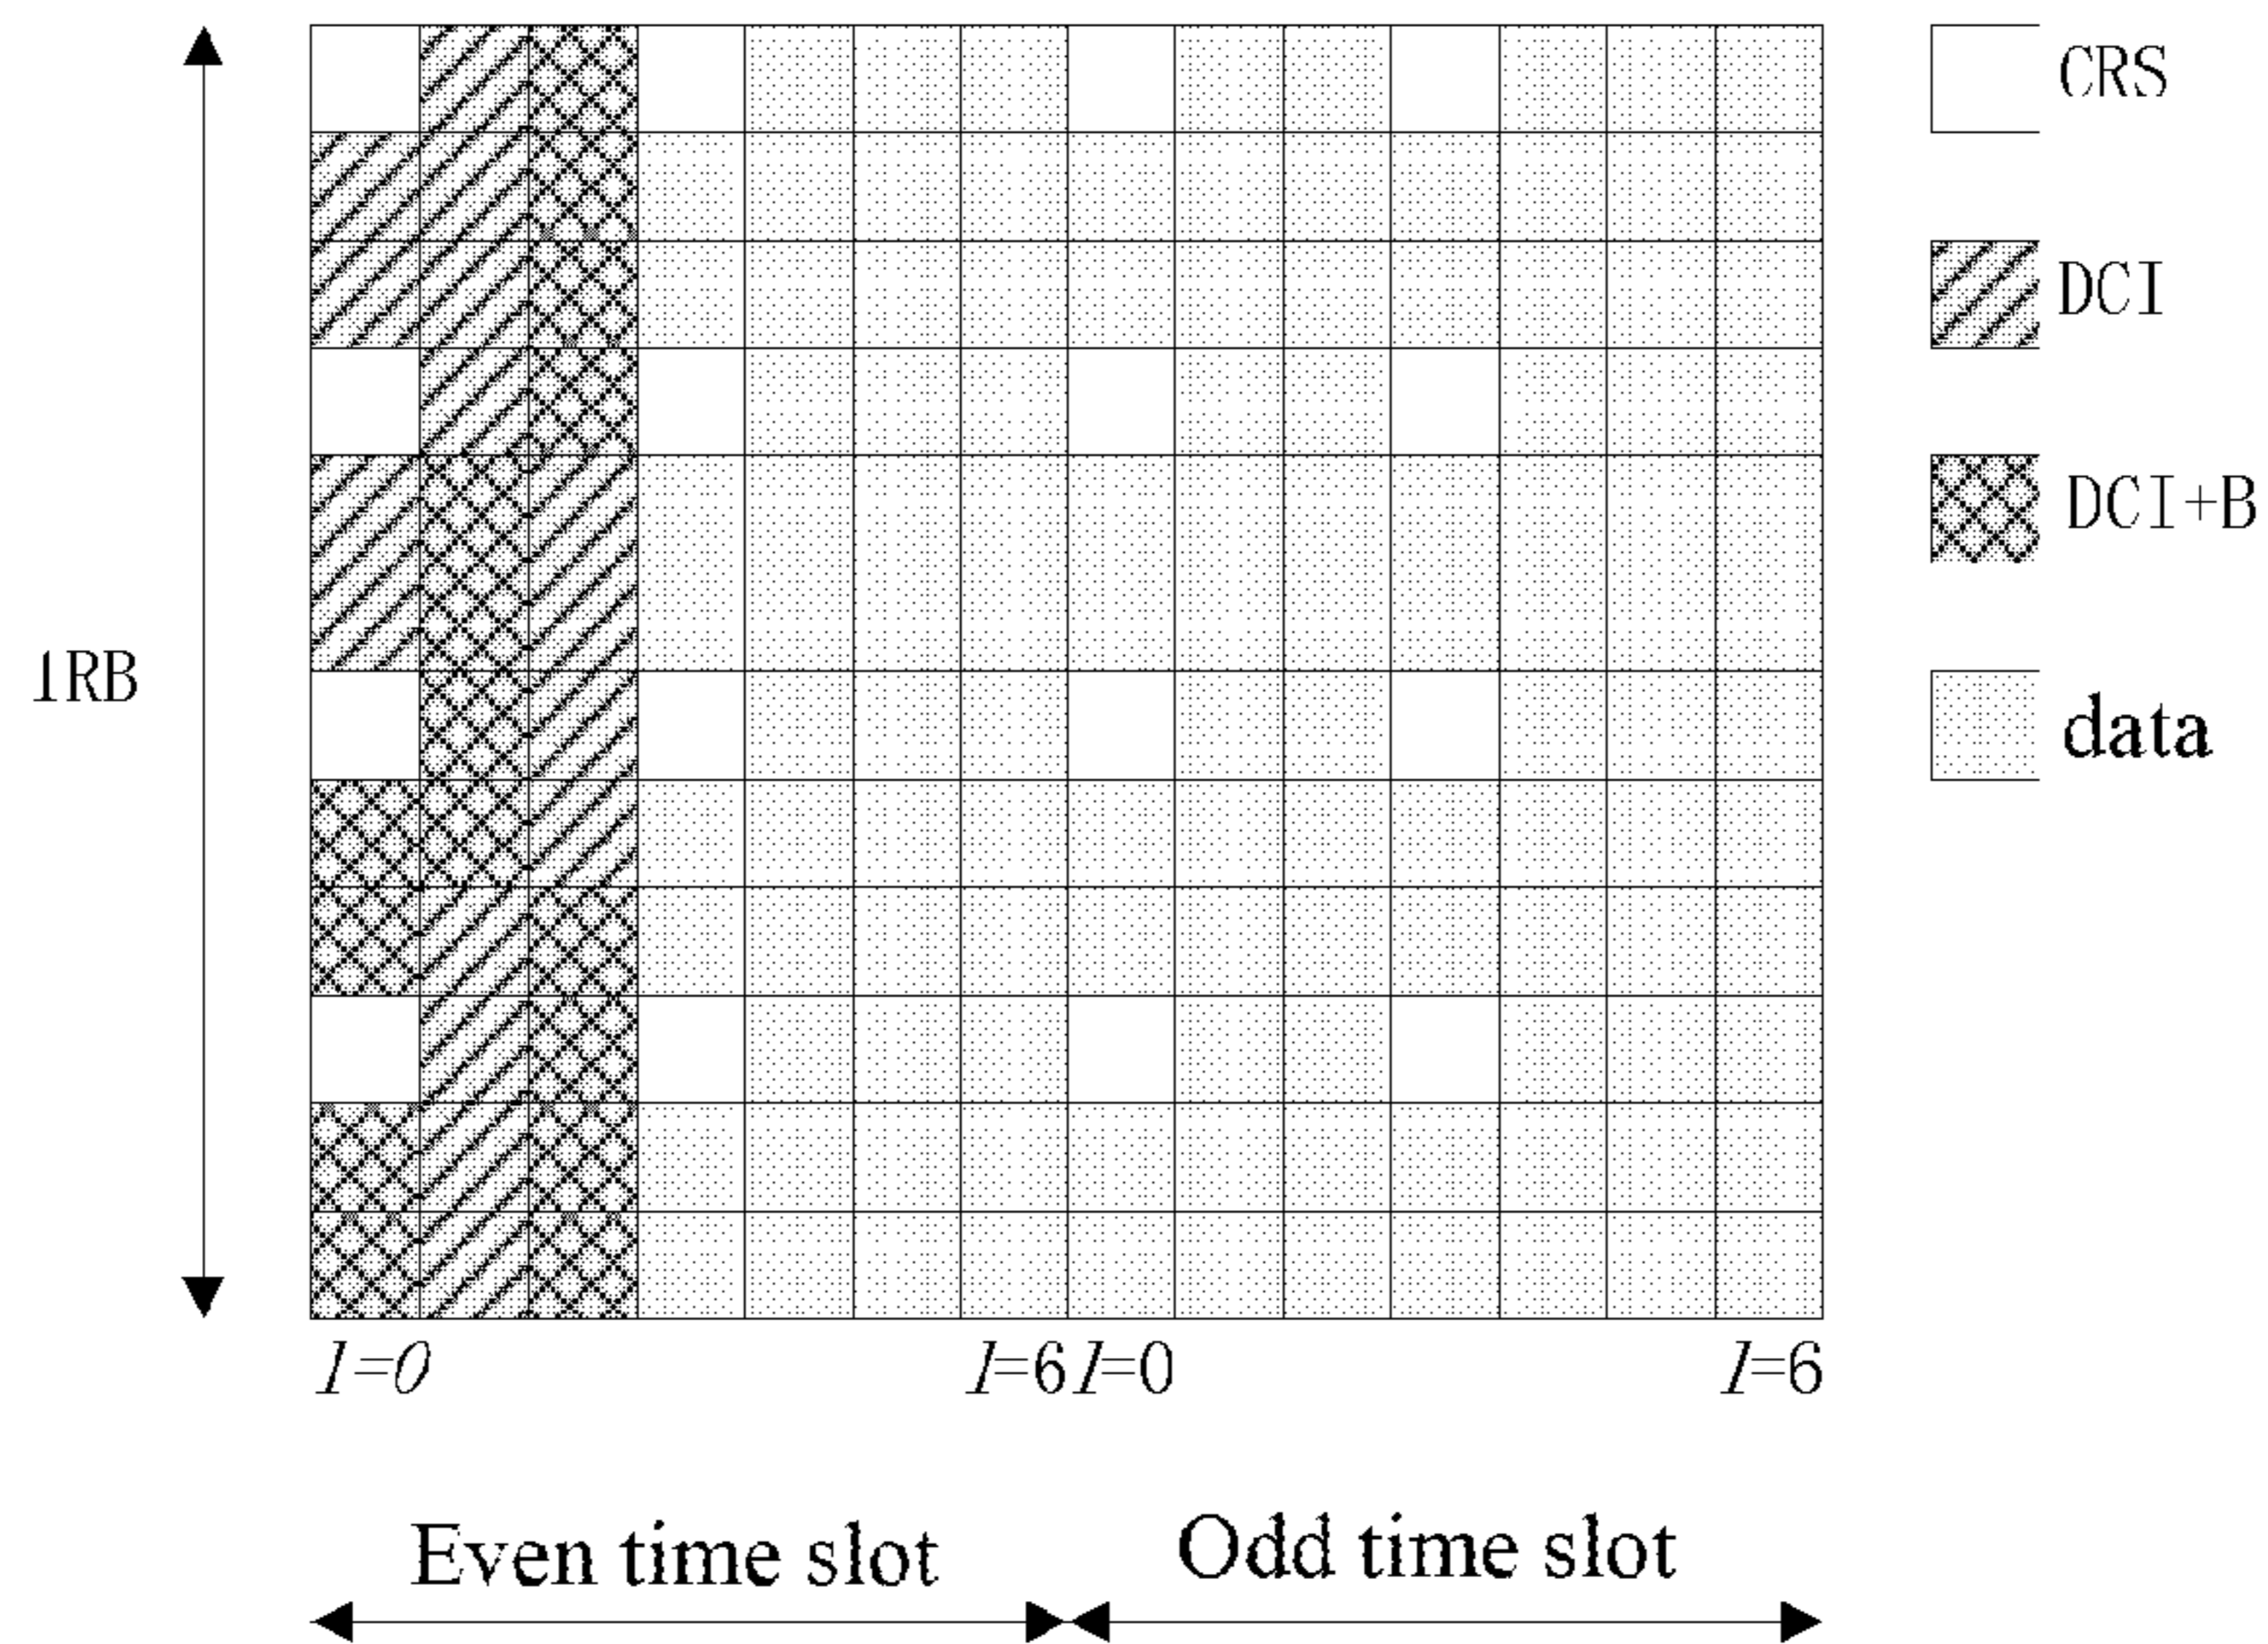 CRS
DCI
DCI+B
1RB
data
l=0
l=6
l=0
l=6
Even time slot
Odd time slot